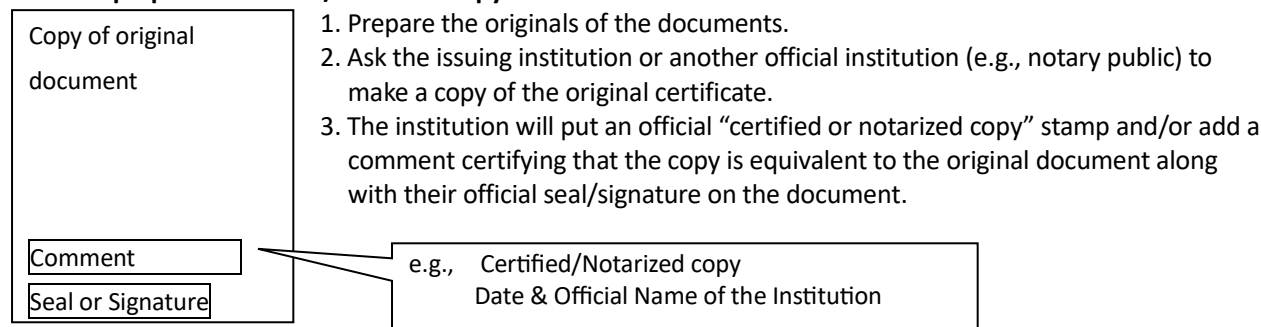 Copy of original
document
Comment
Seal or Signature
1. Prepare the originals of the documents.
2. Ask the issuing institution or another official institution (e.g., notary public) to
make a copy of the original certificate.
3. The institution will put an official “certified or notarized copy” stamp and/or add a
comment certifying that the copy is equivalent to the original document along
with their official seal/signature on the document.
e.g., Certified/Notarized copy
Date & Official Name of the Institution